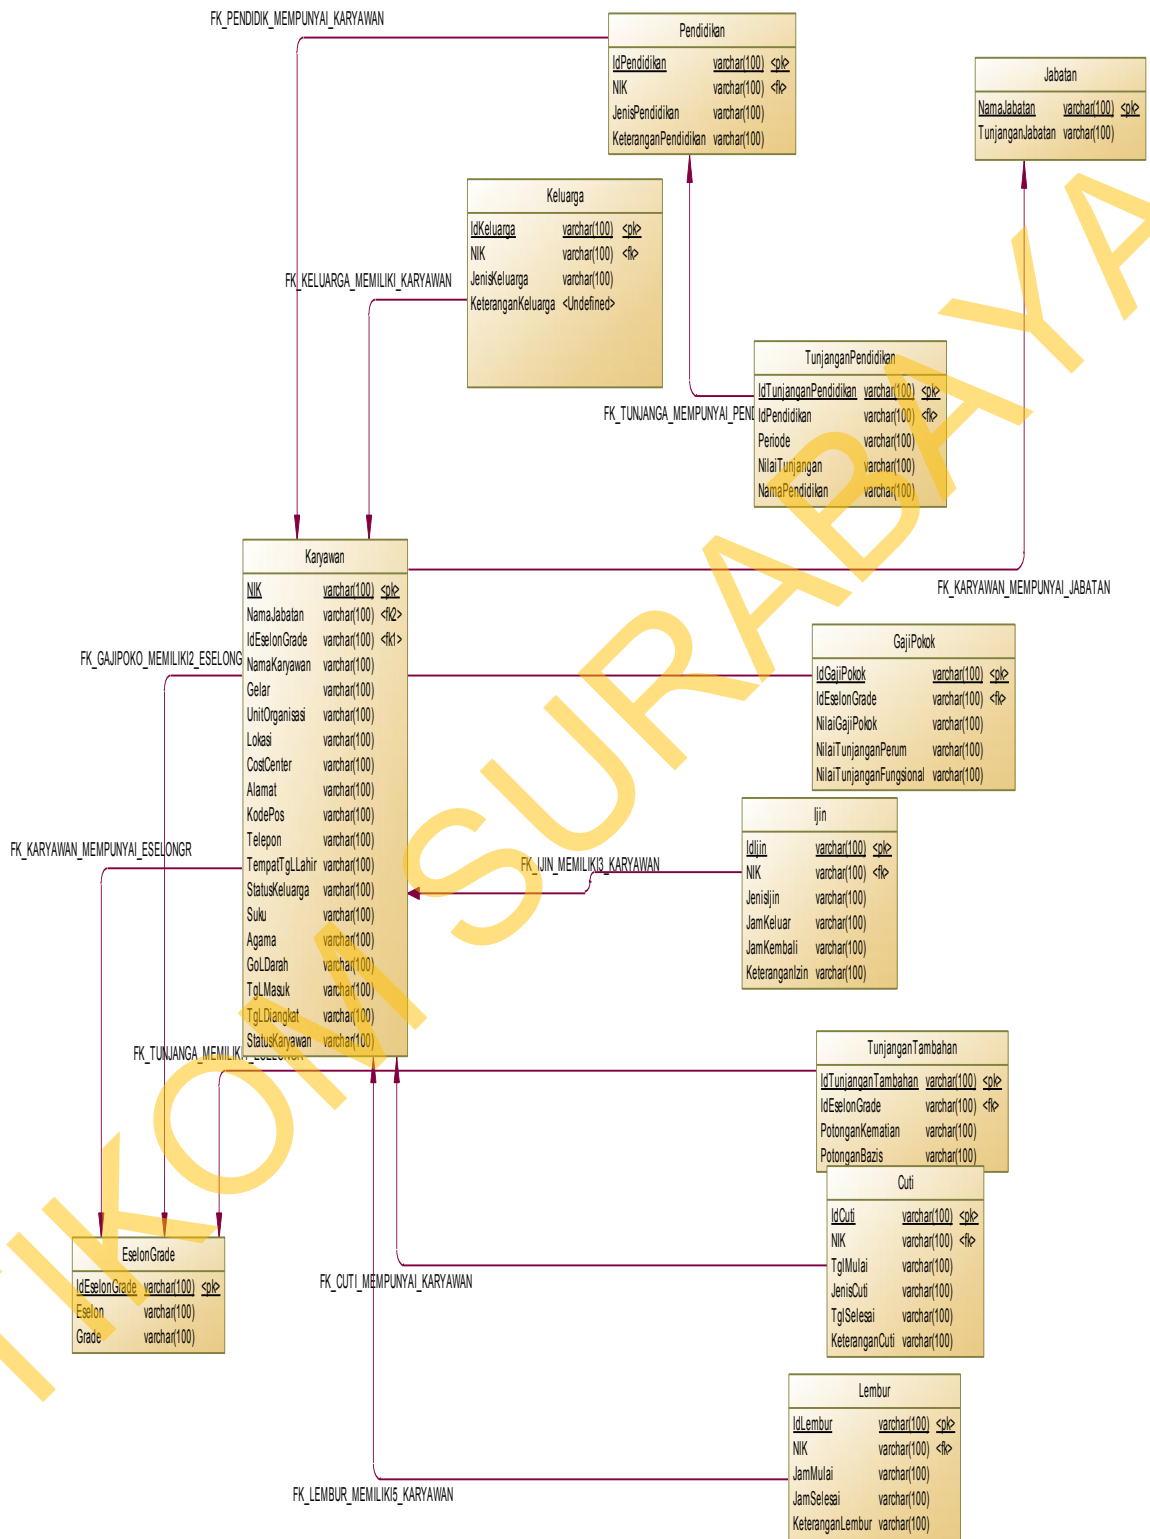 FK_PENDIDIK_MEMPUNYAI_KARYAWAN
Pendidikan
IdPendidikan varchar(100) <pk>
NIK varchar(100) <fk>
JenisPendidikan varchar(100)
KeteranganPendidikan varchar(100)
Jabatan
NamaJabatan varchar(100) <pk>
TunjanganJabatan varchar(100)
Keluarga
IdKeluarga varchar(100) <pk>
NIK varchar(100) <fk>
JenisKeluarga varchar(100)
KeteranganKeluarga <Undefined>
FK_KELUARGA_MEMILIKI_KARYAWAN
TunjanganPendidikan
IdTunjanganPendidikan varchar(100) <pk>
IdPendidikan varchar(100) <fk>
Periode varchar(100)
NilaiTunjangan varchar(100)
NamaPendidikan varchar(100)
FK_TUNJANGA_MEMPUNYAI_PEND
Karyawan
NIK varchar(100) <pk>
NamaJabatan varchar(100) <fk2>
IdEselonGrade varchar(100) <fk1>
NamaKaryawan varchar(100)
Gelar varchar(100)
UnitOrganisasi varchar(100)
Lokasi varchar(100)
CostCenter varchar(100)
Alamat varchar(100)
KodePos varchar(100)
Telepon varchar(100)
TempatTgLLahir varchar(100)
StatusKeluarga varchar(100)
Suku varchar(100)
Agama varchar(100)
GoLDarah varchar(100)
TgLMasuk varchar(100)
TgLDiangkat varchar(100)
StatusKaryawan varchar(100)
FK_KARYAWAN_MEMPUNYAI_JABATAN
FK_GAJIPOKO_MEMILIKI2_ESELONG
GajiPokok
IdGajiPokok varchar(100) <pk>
IdEselonGrade varchar(100) <fk>
NilaiGajiPokok varchar(100)
NilaiTunjanganPerum varchar(100)
NilaiTunjanganFungsional varchar(100)
FK_KARYAWAN_MEMPUNYAI_ESELONGR
FK_IJIN_MEMILIKI3_KARYAWAN
Ijin
IdIjin varchar(100) <pk>
NIK varchar(100) <fk>
JenisIjin varchar(100)
JamKeluar varchar(100)
JamKembali varchar(100)
KeteranganIzin varchar(100)
TunjanganTambahan
IdTunjanganTambahan varchar(100) <pk>
IdEselonGrade varchar(100) <fk>
PotonganKematian varchar(100)
PotonganBazis varchar(100)
Cuti
IdCuti varchar(100) <pk>
NIK varchar(100) <fk>
TglMulai varchar(100)
JenisCuti varchar(100)
TglSelesai varchar(100)
KeteranganCuti varchar(100)
EselonGrade
IdEselonGrade varchar(100) <pk>
Eselon varchar(100)
Grade varchar(100)
FK_CUTI_MEMPUNYAI_KARYAWAN
Lembur
IdLembur varchar(100) <pk>
NIK varchar(100) <fk>
JamMulai varchar(100)
JamSelesai varchar(100)
KeteranganLembur varchar(100)
FK_LEMBUR_MEMILIKI5_KARYAWAN
TIKOM SURABAYA